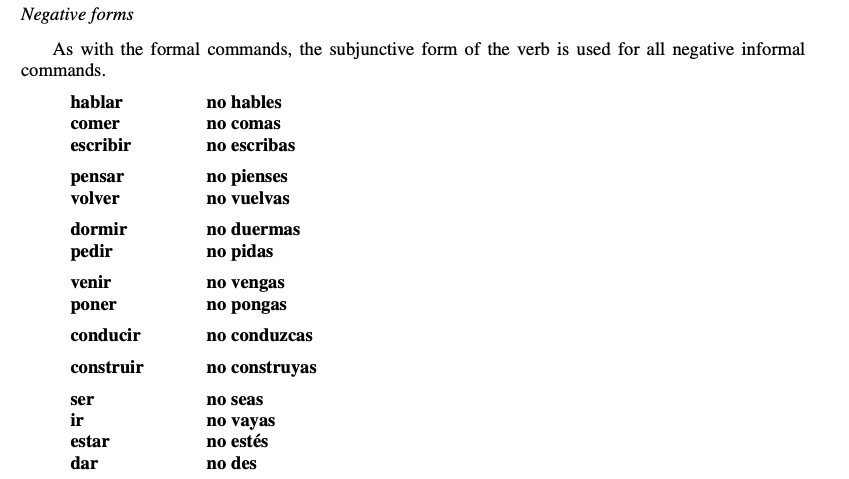 Negative forms
As with the formal commands, the subjunctive form of the verb is used for all negative informal
commands.
hablar no hables
comer no comas
escribir no escribas
pensar no pienses
volver no vuelvas
dormir no duermas
pedir no pidas
venir no vengas
poner no pongas
conducir no conduzcas
construir no construyas
ser no seas
ir no vayas
estar no estés
dar no des